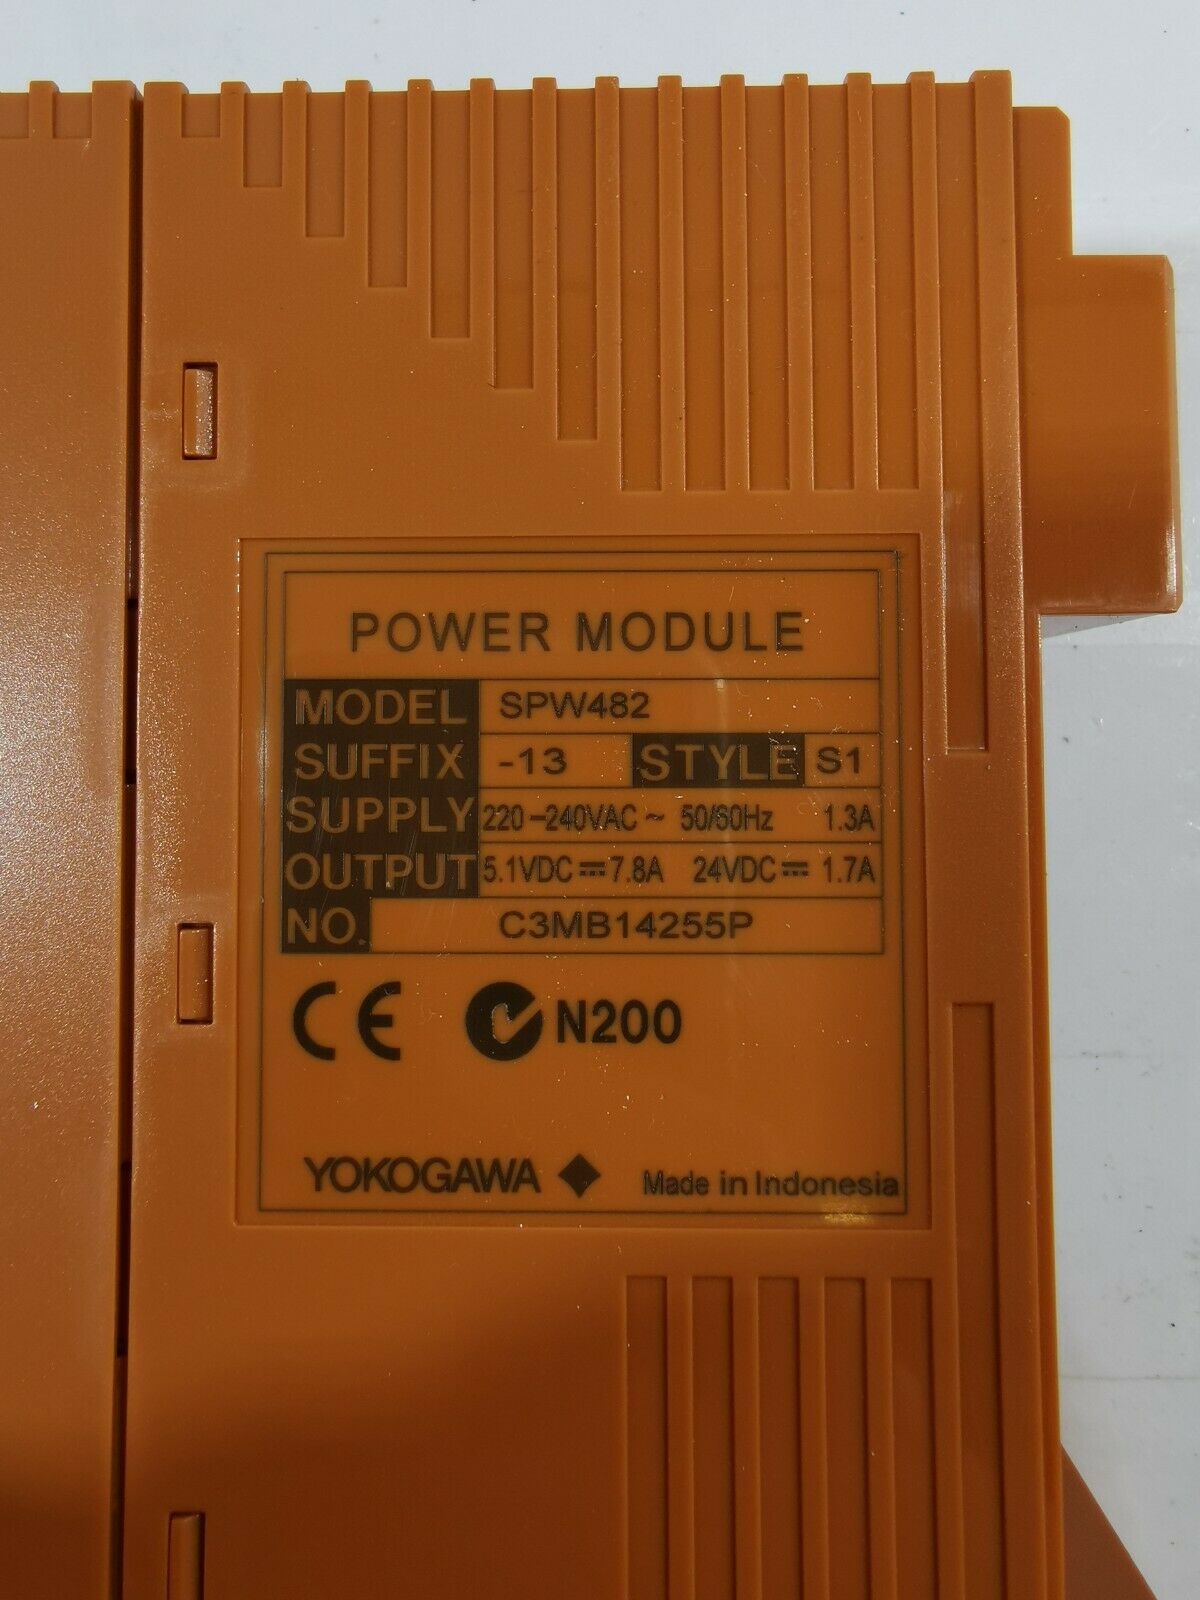 POWER MODULE
MODEL SPW482
SUFFIX -13 STYLE S1
SUPPLY 220-240VAC ~ 50/60Hz 1.3A
OUTPUT 5.1VDC ⎓ 7.8A 24VDC ⎓ 1.7A
NO. C3MB14255P
CE N200
YOKOGAWA ◆ Made in Indonesia